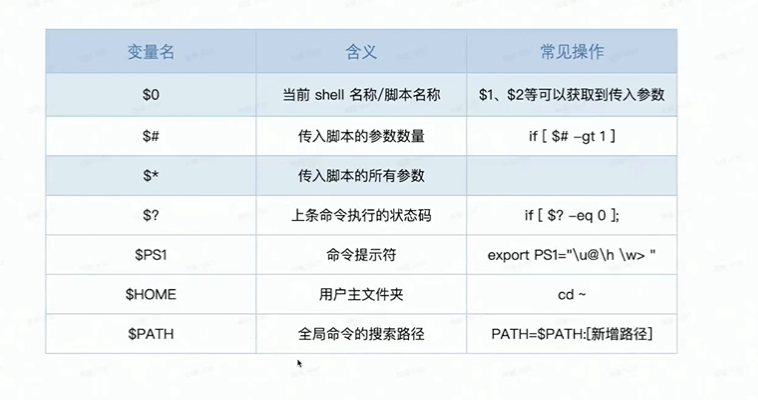 变量名 含义 常见操作
$0 当前 shell 名称/脚本名称 $1、$2等可以获取到传入参数
$# 传入脚本的参数数量 if [ $# -gt 1 ]
$* 传入脚本的所有参数
$? 上条命令执行的状态码 if [ $? -eq 0 ];
$PS1 命令提示符 export PS1="\u@\h \w> "
$HOME 用户主文件夹 cd ~
$PATH 全局命令的搜索路径 PATH=$PATH:[新增路径]